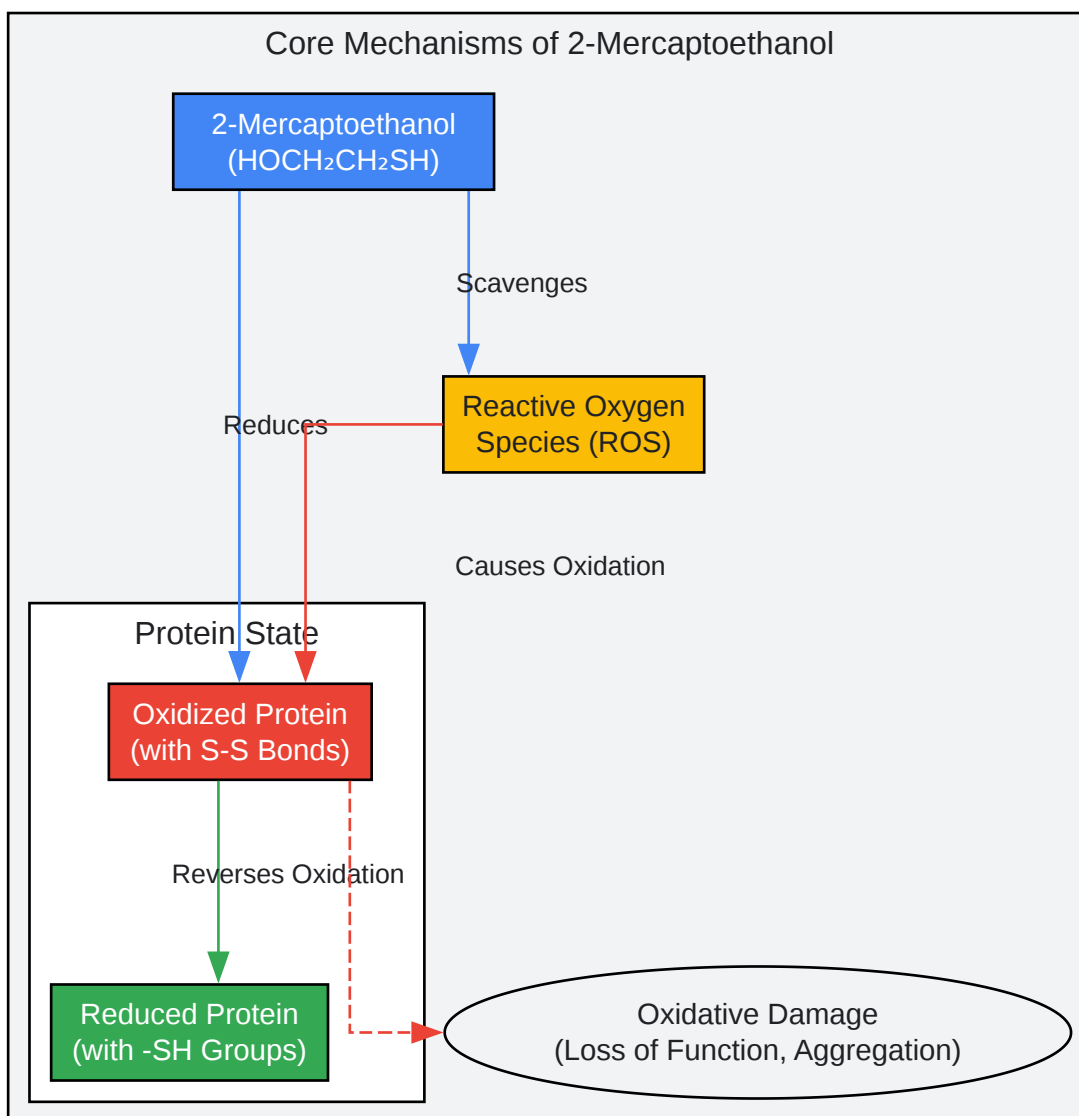 Core Mechanisms of 2-Mercaptoethanol
2-Mercaptoethanol
(HOCH₂CH₂SH)
Scavenges
Reactive Oxygen
Species (ROS)
Reduces
Causes Oxidation
Protein State
Oxidized Protein
(with S-S Bonds)
Reverses Oxidation
Reduced Protein
(with -SH Groups)
Oxidative Damage
(Loss of Function, Aggregation)